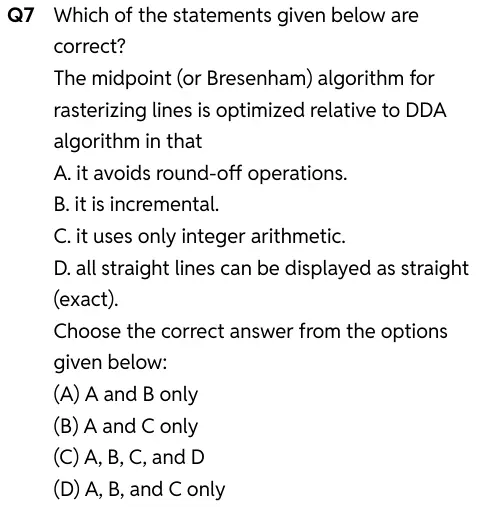 Q7 Which of the statements given below are
correct?
The midpoint (or Bresenham) algorithm for
rasterizing lines is optimized relative to DDA
algorithm in that
A. it avoids round-off operations.
B. it is incremental.
C. it uses only integer arithmetic.
D. all straight lines can be displayed as straight
(exact).
Choose the correct answer from the options
given below:
(A) A and B only
(B) A and C only
(C) A, B, C, and D
(D) A, B, and C only